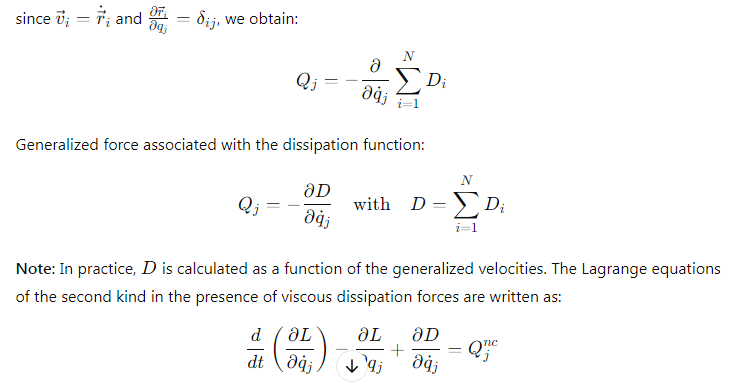 since $\vec{v}_i = \dot{\vec{r}}_i$ and $\frac{\partial \vec{r}_i}{\partial q_j} = \delta_{ij}$, we obtain:
$Q_j = -\frac{\partial}{\partial \dot{q}_j} \sum_{i=1}^{N} D_i$
Generalized force associated with the dissipation function:
$Q_j = -\frac{\partial D}{\partial \dot{q}_j} \quad \text{with} \quad D = \sum_{i=1}^{N} D_i$
Note: In practice, $D$ is calculated as a function of the generalized velocities. The Lagrange equations
of the second kind in the presence of viscous dissipation forces are written as:
$\frac{d}{dt} \left( \frac{\partial L}{\partial \dot{q}_j} \right) - \frac{\partial L}{\partial q_j} + \frac{\partial D}{\partial \dot{q}_j} = Q_j^{nc}$